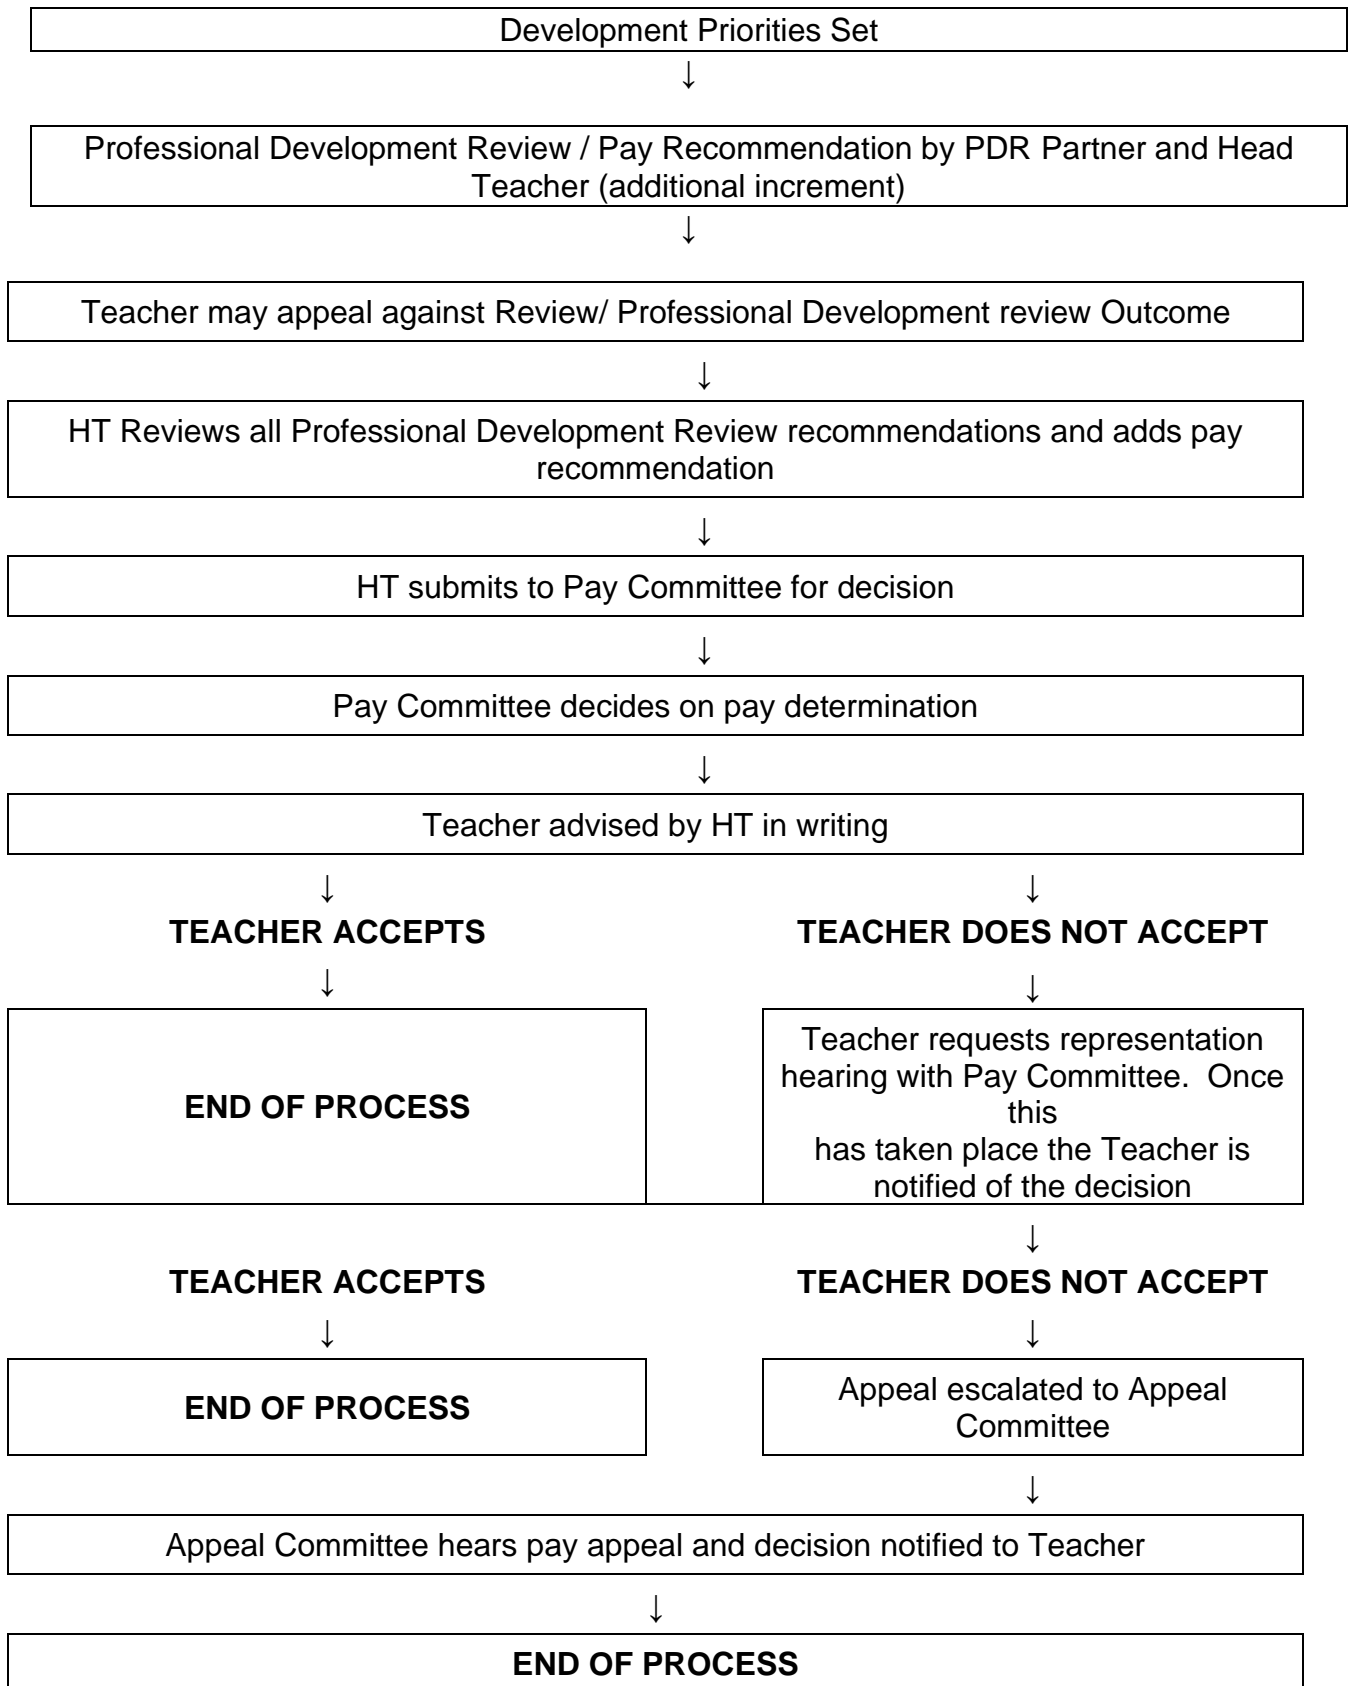 Development Priorities Set
↓
Professional Development Review / Pay Recommendation by PDR Partner and Head
Teacher (additional increment)
↓
Teacher may appeal against Review/ Professional Development review Outcome
↓
HT Reviews all Professional Development Review recommendations and adds pay
recommendation
↓
HT submits to Pay Committee for decision
↓
Pay Committee decides on pay determination
↓
Teacher advised by HT in writing
↓ ↓
TEACHER ACCEPTS
TEACHER DOES NOT ACCEPT
↓ ↓
END OF PROCESS
Teacher requests representation
hearing with Pay Committee.  Once
this
has taken place the Teacher is
notified of the decision
↓
TEACHER ACCEPTS
TEACHER DOES NOT ACCEPT
↓ ↓
END OF PROCESS
Appeal escalated to Appeal
Committee
↓
Appeal Committee hears pay appeal and decision notified to Teacher
↓
END OF PROCESS